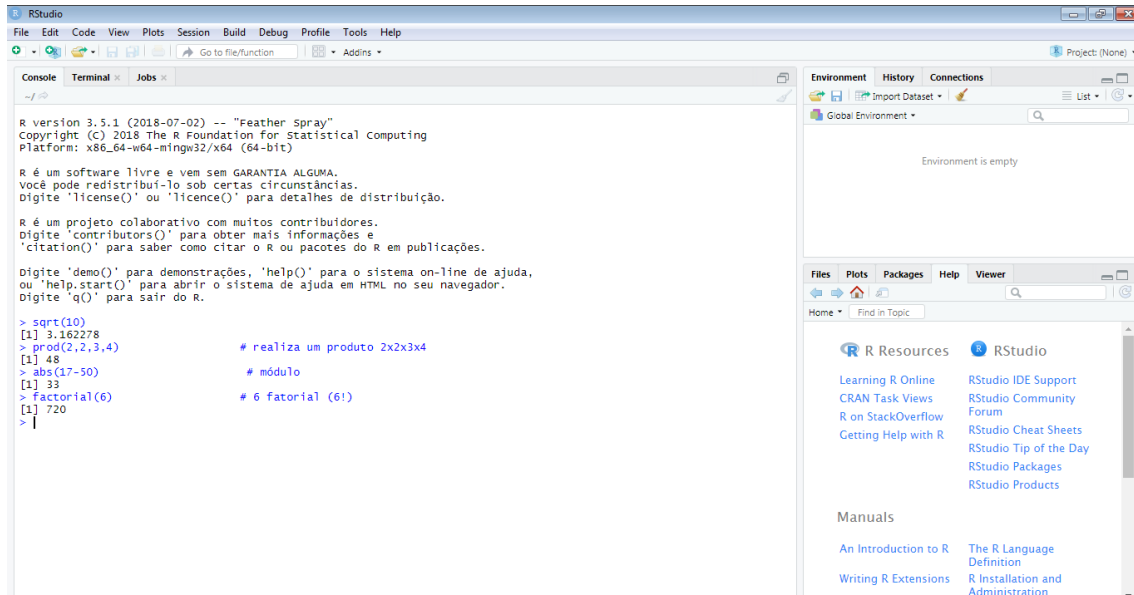 RStudio
File Edit Code View Plots Session Build Debug Profile Tools Help
Go to file/function Addins Project: (None)
Console Terminal Jobs
~/
R version 3.5.1 (2018-07-02) -- "Feather Spray"
Copyright (C) 2018 The R Foundation for Statistical Computing
Platform: x86_64-w64-mingw32/x64 (64-bit)
R é um software livre e vem sem GARANTIA ALGUMA.
Você pode redistribuí-lo sob certas circunstâncias.
Digite 'license()' ou 'licence()' para detalhes de distribuição.
R é um projeto colaborativo com muitos contribuidores.
Digite 'contributors()' para obter mais informações e
'citation()' para saber como citar o R ou pacotes do R em publicações.
Digite 'demo()' para demonstrações, 'help()' para o sistema on-line de ajuda,
ou 'help.start()' para abrir o sistema de ajuda em HTML no seu navegador.
Digite 'q()' para sair do R.
> sqrt(10)
[1] 3.162278
> prod(2,2,3,4) # realiza um produto 2x2x3x4
[1] 48
> abs(17-50) # módulo
[1] 33
> factorial(6) # 6 fatorial (6!)
[1] 720
>
Environment History Connections
Import Dataset List
Global Environment
Environment is empty
Files Plots Packages Help Viewer
Home Find in Topic
R Resources
Learning R Online
CRAN Task Views
R on StackOverflow
Getting Help with R
RStudio
RStudio IDE Support
RStudio Community
Forum
RStudio Cheat Sheets
RStudio Tip of the Day
RStudio Packages
RStudio Products
Manuals
An Introduction to R
Writing R Extensions
The R Language
Definition
R Installation and
Administration